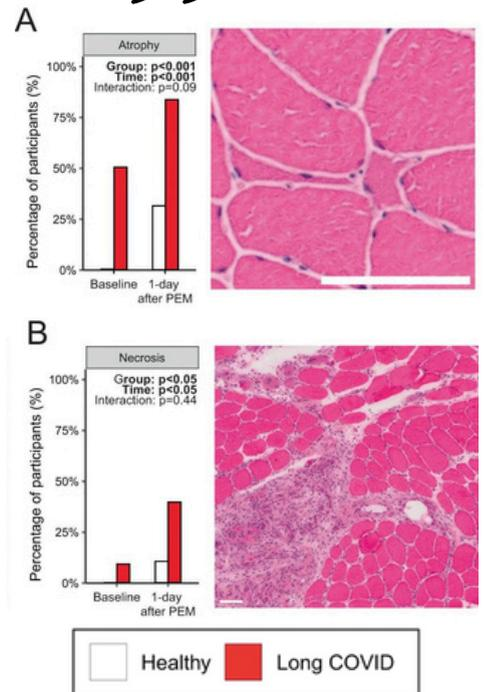 A
Atrophy
Group: p<0.001
Time: p<0.001
Interaction: p=0.09
Percentage of participants (%)
100%
75%
50%
25%
0%
Baseline
1-day
after PEM
B
Necrosis
Group: p<0.05
Time: p<0.05
Interaction: p=0.44
Percentage of participants (%)
100%
75%
50%
25%
0%
Baseline
1-day
after PEM
Healthy
Long COVID